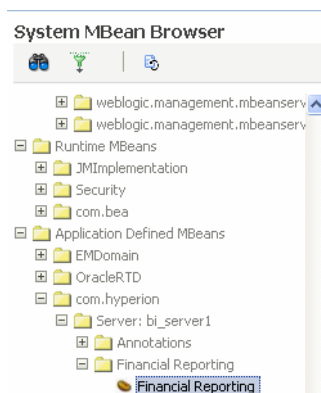 System MBean Browser
weblogic.management.mbeanserv
weblogic.management.mbeanserv
Runtime MBeans
JMImplementation
Security
com.bea
Application Defined MBeans
EMDomain
OracleRTD
com.hyperion
Server: bi_server1
Annotations
Financial Reporting
Financial Reporting